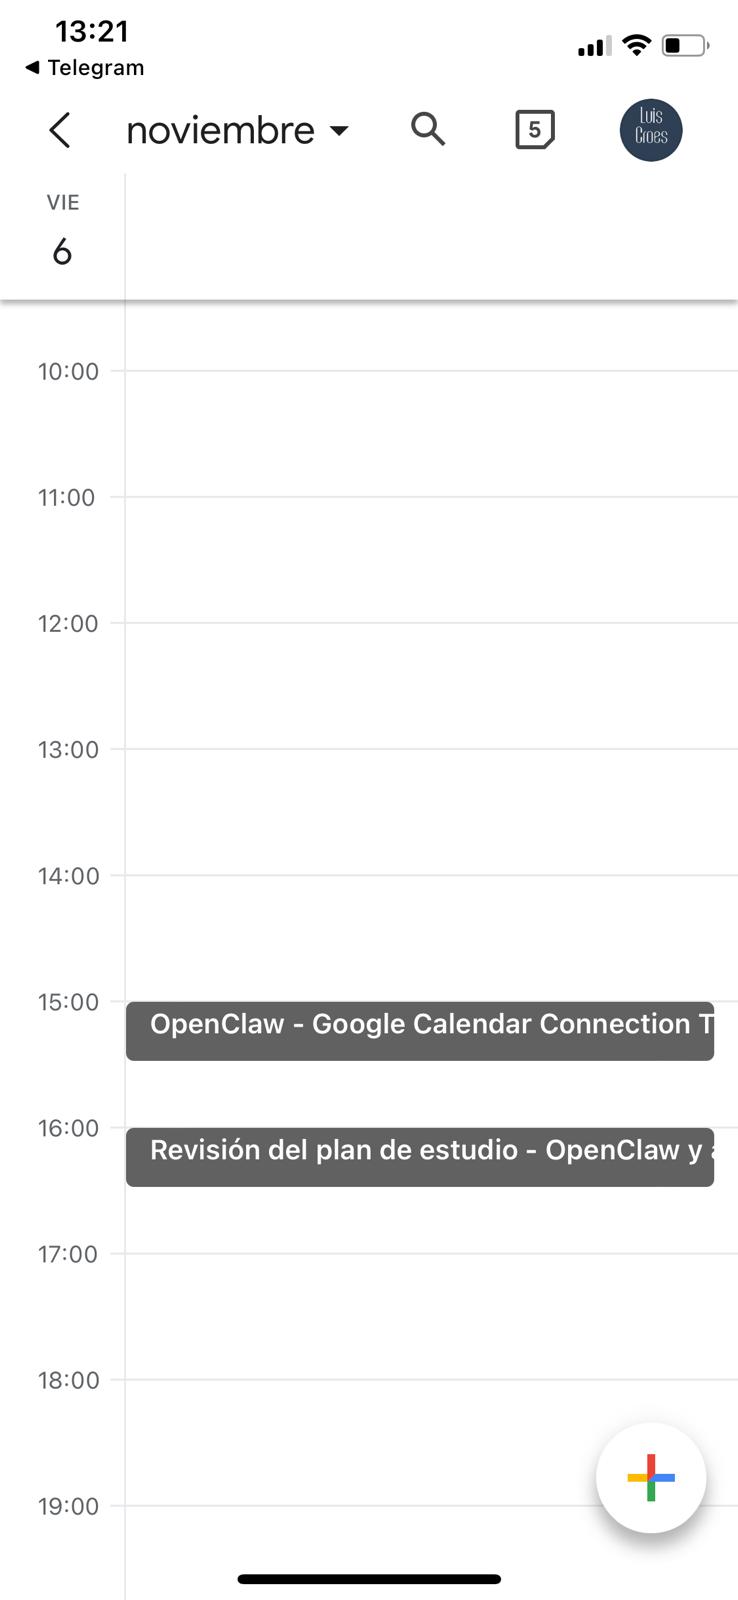 13:21
Telegram
noviembre
5
Luis
Croes
VIE
6
10:00
11:00
12:00
13:00
14:00
15:00
OpenClaw - Google Calendar Connection T
16:00
Revisión del plan de estudio - OpenClaw y
17:00
18:00
19:00